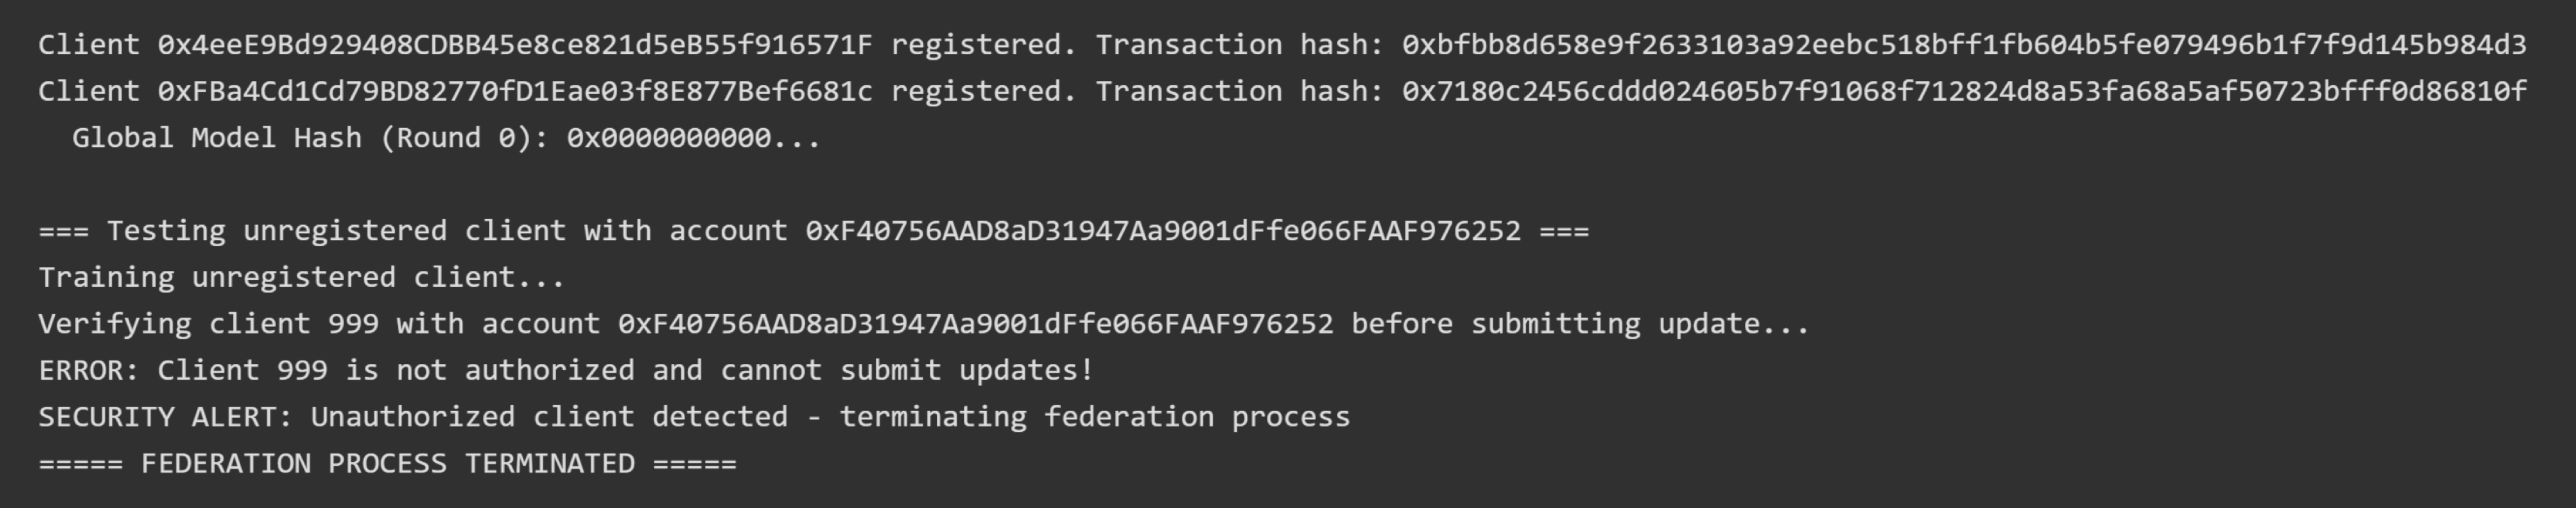 Client 0x4eeE9Bd929408CDBB45e8ce821d5eB55f916571F registered. Transaction hash: 0xbfbb8d658e9f2633103a92eebc518bff1fb604b5fe079496b1f7f9d145b984d3
Client 0xFBa4Cd1Cd79BD82770fD1Eae03f8E877Bef6681c registered. Transaction hash: 0x7180c2456cddd024605b7f91068f712824d8a53fa68a5af50723bfff0d86810f
Global Model Hash (Round 0): 0x0000000000...
=== Testing unregistered client with account 0xF40756AAD8aD31947Aa9001dFfe066FAAF976252 ===
Training unregistered client...
Verifying client 999 with account 0xF40756AAD8aD31947Aa9001dFfe066FAAF976252 before submitting update...
ERROR: Client 999 is not authorized and cannot submit updates!
SECURITY ALERT: Unauthorized client detected - terminating federation process
===== FEDERATION PROCESS TERMINATED =====